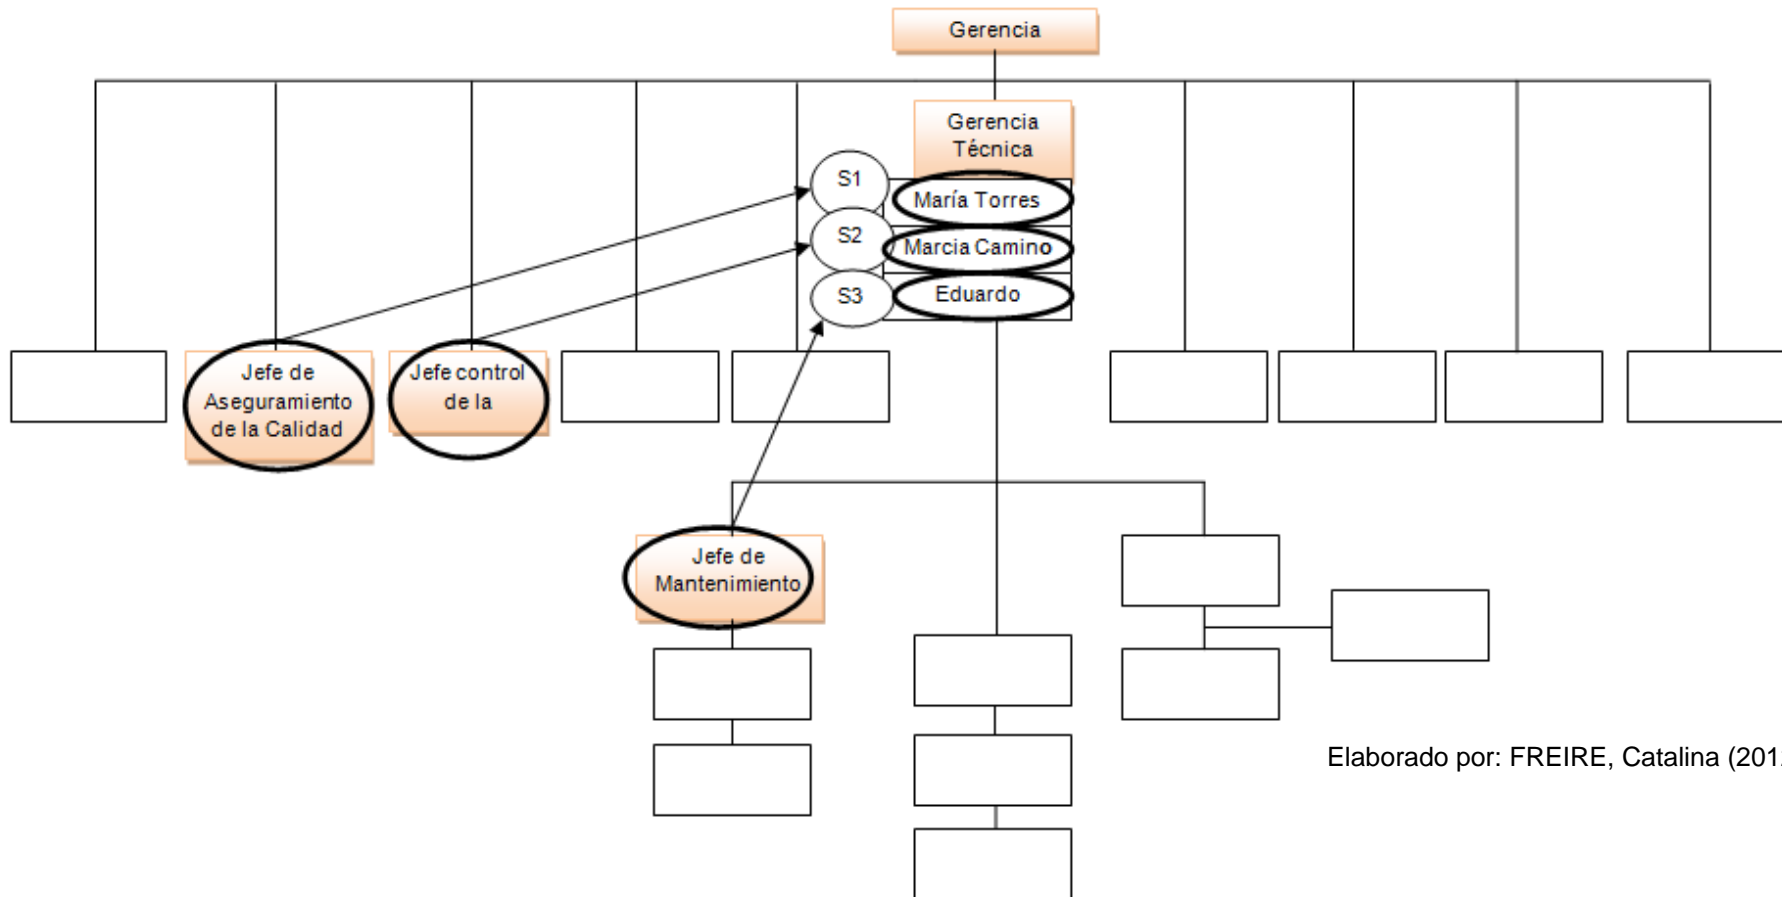 Gerencia
Gerencia
Técnica
S1
María Torres
S2
Marcia Camino
S3
Eduardo
Jefe de
Aseguramiento
de la Calidad
Jefe control
de la
Jefe de
Mantenimiento
Elaborado por: FREIRE, Catalina (201